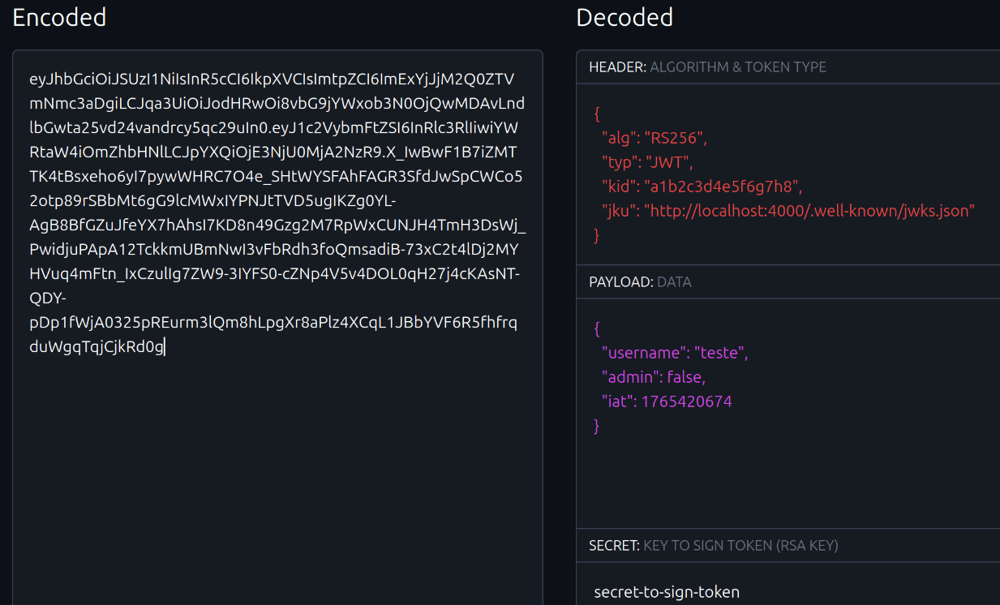 Encoded
eyJhbGciOiJSUzI1NiIsInR5cCI6IkpXVCIsImtpZCI6ImExYjJjM2Q0ZTV
mNmc3aDgiLCJqa3UiOiJodHRwOi8vbG9jYWxob3N0OjQwMDAvLnd
lbGwta25vd24vandrcy5qc29uIn0.eyJ1c2VybmFtZSI6InRlc3RlIiwiYW
RtaW4iOmZhbHNlLCJpYXQiOjE3NjU0MjA2NzR9.X_IwBwF1B7iZMT
TK4tBsxeho6yI7pywWHRC7O4e_SHtWYSFAhFAGR3SfdJwSpCWCo5
2otp89rSBbMt6gG9lcMWxIYPNJtTVD5ugIKZg0YL-
AgB8BfGZuJfeYX7hAhsI7KD8n49Gzg2M7RpWxCUNJH4TmH3DsWj_
PwidjuPApA12TckkmUBmNwI3vFbRdh3foQmsadiB-73xC2t4lDj2MY
HVuq4mFtn_IxCzulIg7ZW9-3IYFS0-cZNp4V5v4DOL0qH27j4cKAsNT-
QDY-
pDp1fWjA0325pREurm3lQm8hLpgXr8aPlz4XCqL1JBbYVF6R5fhfrq
duWgqTqjCjkRd0g
Decoded
HEADER: ALGORITHM & TOKEN TYPE
{
"alg": "RS256",
"typ": "JWT",
"kid": "a1b2c3d4e5f6g7h8",
"jku": "http://localhost:4000/.well-known/jwks.json"
}
PAYLOAD: DATA
{
"username": "teste",
"admin": false,
"iat": 1765420674
}
SECRET: KEY TO SIGN TOKEN (RSA KEY)
secret-to-sign-token